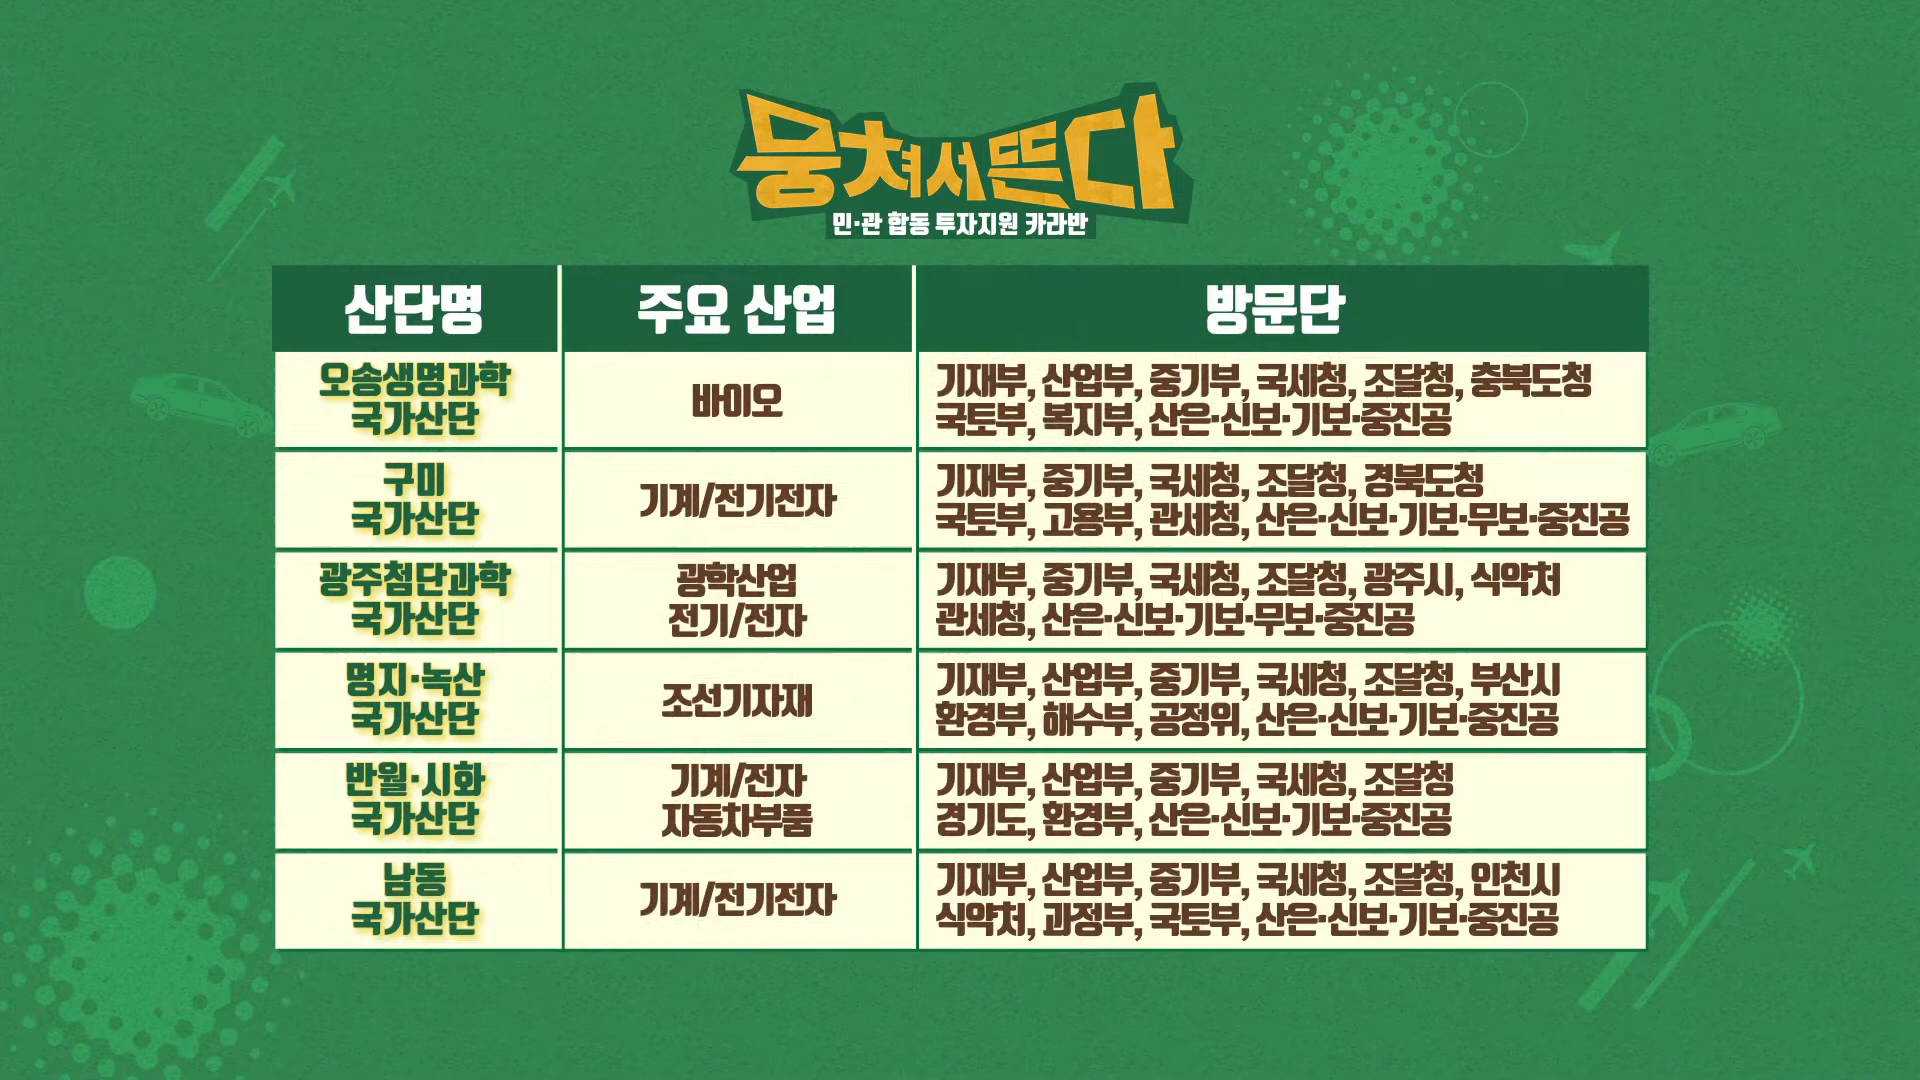 뭉쳐서 뜬다
민·관 합동 투자지원 카라반
산단명 주요 산업 방문단
오송생명과학
국가산단
바이오
기재부, 산업부, 중기부, 국세청, 조달청, 충북도청
국토부, 복지부, 산은·신보·기보·중진공
구미
국가산단
기계/전기전자
기재부, 중기부, 국세청, 조달청, 경북도청
국토부, 고용부, 관세청, 산은·신보·기보·무보·중진공
광주첨단과학
국가산단
광학산업
전기/전자
기재부, 중기부, 국세청, 조달청, 광주시, 식약처
관세청, 산은·신보·기보·무보·중진공
명지·녹산
국가산단
조선기자재
기재부, 산업부, 중기부, 국세청, 조달청, 부산시
환경부, 해수부, 공정위, 산은·신보·기보·중진공
반월·시화
국가산단
기계/전자
자동차부품
기재부, 산업부, 중기부, 국세청, 조달청
경기도, 환경부, 산은·신보·기보·중진공
남동
국가산단
기계/전기전자
기재부, 산업부, 중기부, 국세청, 조달청, 인천시
식약처, 과정부, 국토부, 산은·신보·기보·중진공